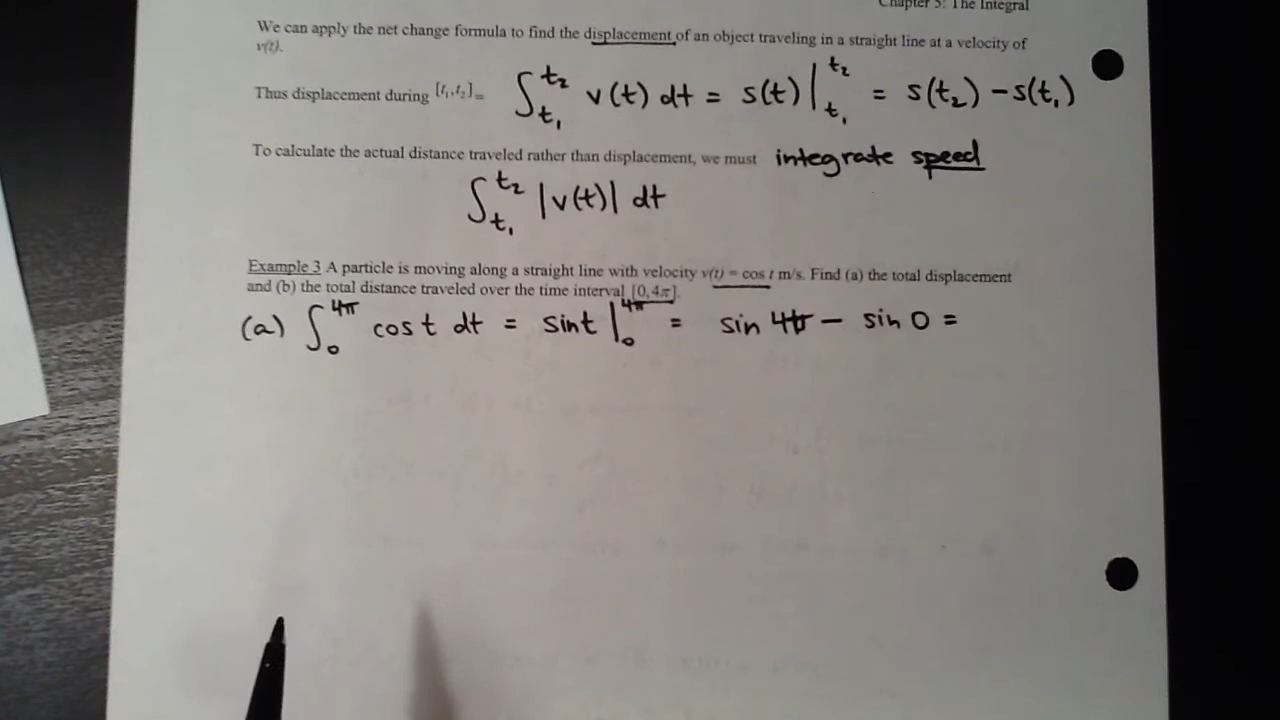 Chapter 5: The Integral
We can apply the net change formula to find the displacement of an object traveling in a straight line at a velocity of
v(t).
Thus displacement during [t₁,t₂]= ∫_{t₁}^{t₂} v(t) dt = s(t)|_{t₁}^{t₂} = s(t₂) - s(t₁)
To calculate the actual distance traveled rather than displacement, we must integrate speed
∫_{t₁}^{t₂} |v(t)| dt
Example 3 A particle is moving along a straight line with velocity v(t) = cos t m/s. Find (a) the total displacement
and (b) the total distance traveled over the time interval [0,4π].
(a) ∫_0^{4π} cos t dt = sin t |_0^{4π} = sin 4π - sin 0 =